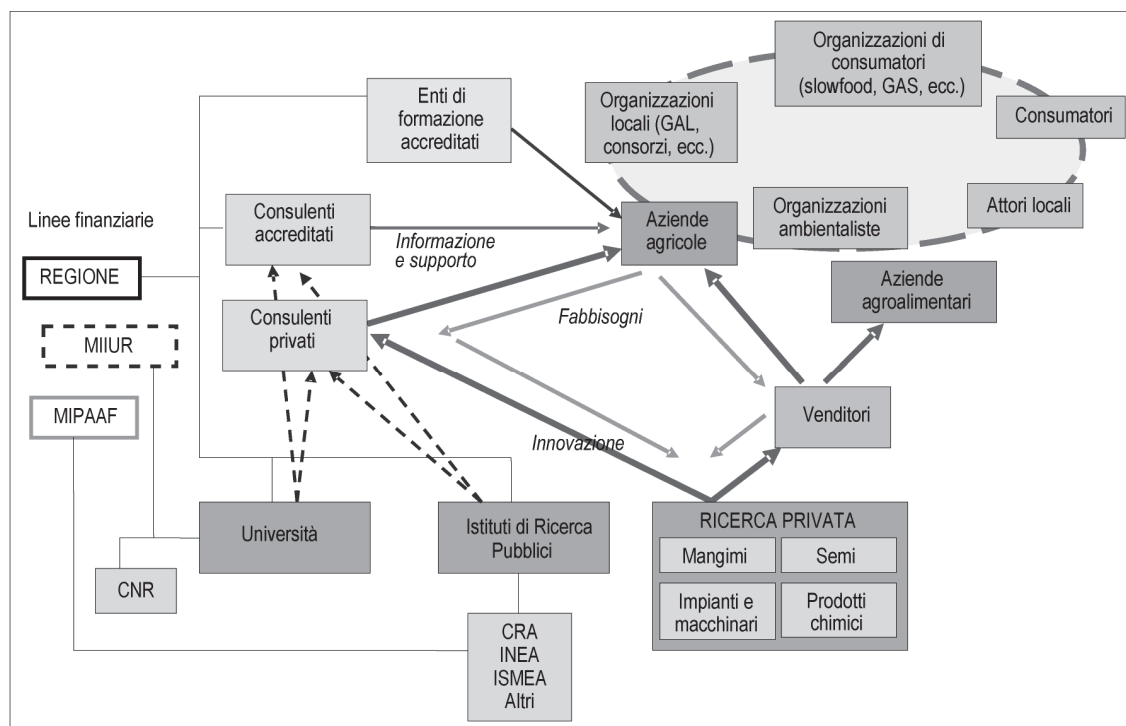 Organizzazioni di
consumatori
(slowfood, GAS, ecc.)
Enti di
formazione
accreditati
Organizzazioni
locali (GAL,
consorzi, ecc.)
Consumatori
Linee finanziarie
Consulenti
accreditati
Informazione
e supporto
Aziende
agricole
Organizzazioni
ambientaliste
Attori locali
REGIONE
Aziende
agroalimentari
Consulenti
privati
Fabbisogni
MIIUR
MIPAAF
Venditori
Innovazione
Università
Istituti di Ricerca
Pubblici
RICERCA PRIVATA
Mangimi
Semi
CNR
Impianti e
macchinari
Prodotti
chimici
CRA
INEA
ISMEA
Altri